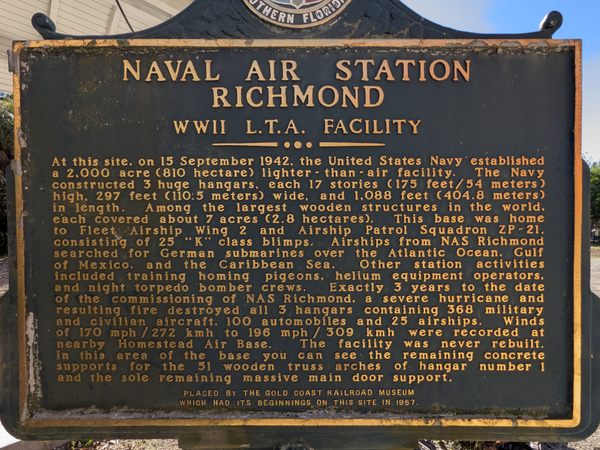 SOUTHERN FLORIDA
NAVAL AIR STATION
RICHMOND
WWII L.T.A. FACILITY
At this site, on 15 September 1942, the United States Navy established
a 2,000 acre (810 hectare) lighter-than-air facility. The Navy
constructed 3 huge hangars, each 17 stories (175 feet/54 meters)
high, 297 feet (110.5 meters) wide, and 1,088 feet (404.8 meters)
in length. Among the largest wooden structures in the world,
each covered about 7 acres (2.8 hectares). This base was home
to Fleet Airship Wing 2 and Airship Patrol Squadron ZP-21,
consisting of 25 "K" class blimps. Airships from NAS Richmond
searched for German submarines over the Atlantic Ocean, Gulf
of Mexico, and the Caribbean Sea. Other station activities
included training homing pigeons, helium equipment operators,
and night torpedo bomber crews. Exactly 3 years to the date
of the commissioning of NAS Richmond, a severe hurricane and
resulting fire destroyed all 3 hangars containing 368 military
and civilian aircraft, 100 automobiles and 25 airships. Winds
of 170 mph/272 kmh to 196 mph/309 kmh were recorded at
nearby Homestead Air Base. The facility was never rebuilt.
In this area of the base you can see the remaining concrete
supports for the 51 wooden truss arches of hangar number 1
and the sole remaining massive main door support.
PLACED BY THE GOLD COAST RAILROAD MUSEUM
WHICH HAD ITS BEGINNINGS ON THIS SITE IN 1957.